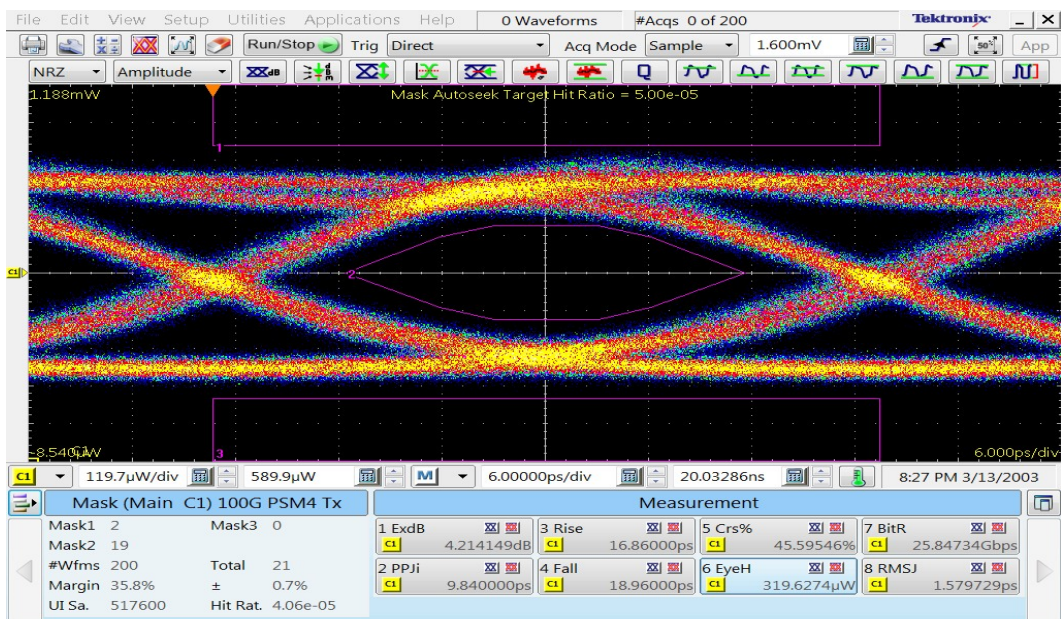 File Edit View Setup Utilities Applications Help 0 Waveforms #Acqs 0 of 200 Tektronix
Run/Stop Trig Direct Acq Mode Sample 1.600mV 50% App
NRZ Amplitude dB Q
1.188mW Mask Autoseek Target Hit Ratio = 5.00e-05
1
C1 2
-8.540µW 3 6.000ps/div
C1 119.7µW/div 589.9µW M 6.00000ps/div 20.03286ns 8:27 PM 3/13/2003
Mask (Main C1) 100G PSM4 Tx Measurement
Mask1 2 Mask3 0
Mask2 19
#Wfms 200 Total 21
Margin 35.8% ± 0.7%
UI Sa. 517600 Hit Rat. 4.06e-05
1 ExdB 3 Rise 5 Crs% 7 BitR
C1 4.214149dB C1 16.86000ps C1 45.59546% C1 25.84734Gbps
2 PPJi 4 Fall 6 EyeH 8 RMSJ
C1 9.840000ps C1 18.96000ps C1 319.6274µW C1 1.579729ps